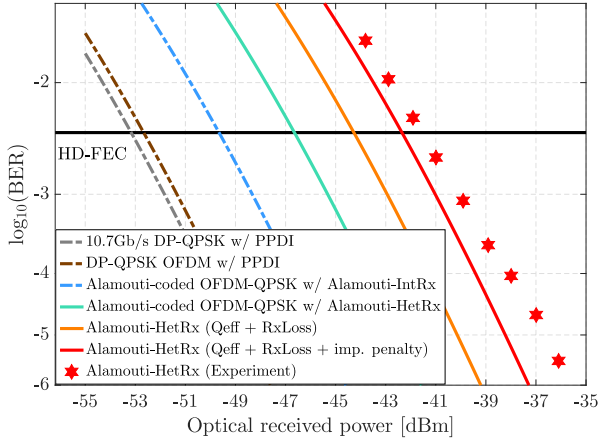 -2
-3
-4
-5
-6
log₁₀(BER)
HD-FEC
10.7Gb/s DP-QPSK w/ PPDI
DP-QPSK OFDM w/ PPDI
Alamouti-coded OFDM-QPSK w/ Alamouti-IntRx
Alamouti-coded OFDM-QPSK w/ Alamouti-HetRx
Alamouti-HetRx (Qeff + RxLoss)
Alamouti-HetRx (Qeff + RxLoss + imp. penalty)
Alamouti-HetRx (Experiment)
-55 -53 -51 -49 -47 -45 -43 -41 -39 -37 -35
Optical received power [dBm]